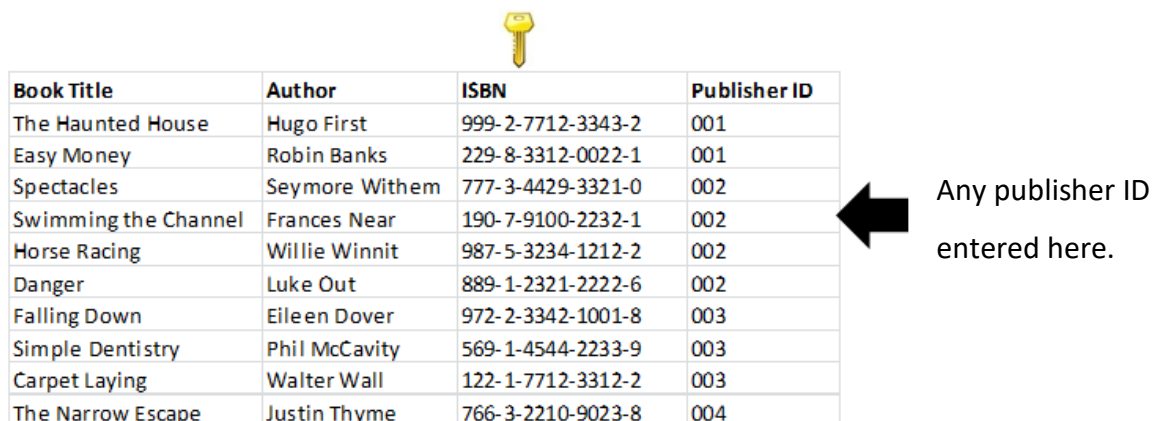 Book Title Author ISBN Publisher ID
The Haunted House Hugo First 999-2-7712-3343-2 001
Easy Money Robin Banks 229-8-3312-0022-1 001
Spectacles Seymore Withem 777-3-4429-3321-0 002
Swimming the Channel Frances Near 190-7-9100-2232-1 002
Horse Racing Willie Winnit 987-5-3234-1212-2 002
Danger Luke Out 889-1-2321-2222-6 002
Falling Down Eileen Dover 972-2-3342-1001-8 003
Simple Dentistry Phil McCavity 569-1-4544-2233-9 003
Carpet Laying Walter Wall 122-1-7712-3312-2 003
The Narrow Escape Justin Thyme 766-3-2210-9023-8 004
Any publisher ID
entered here.